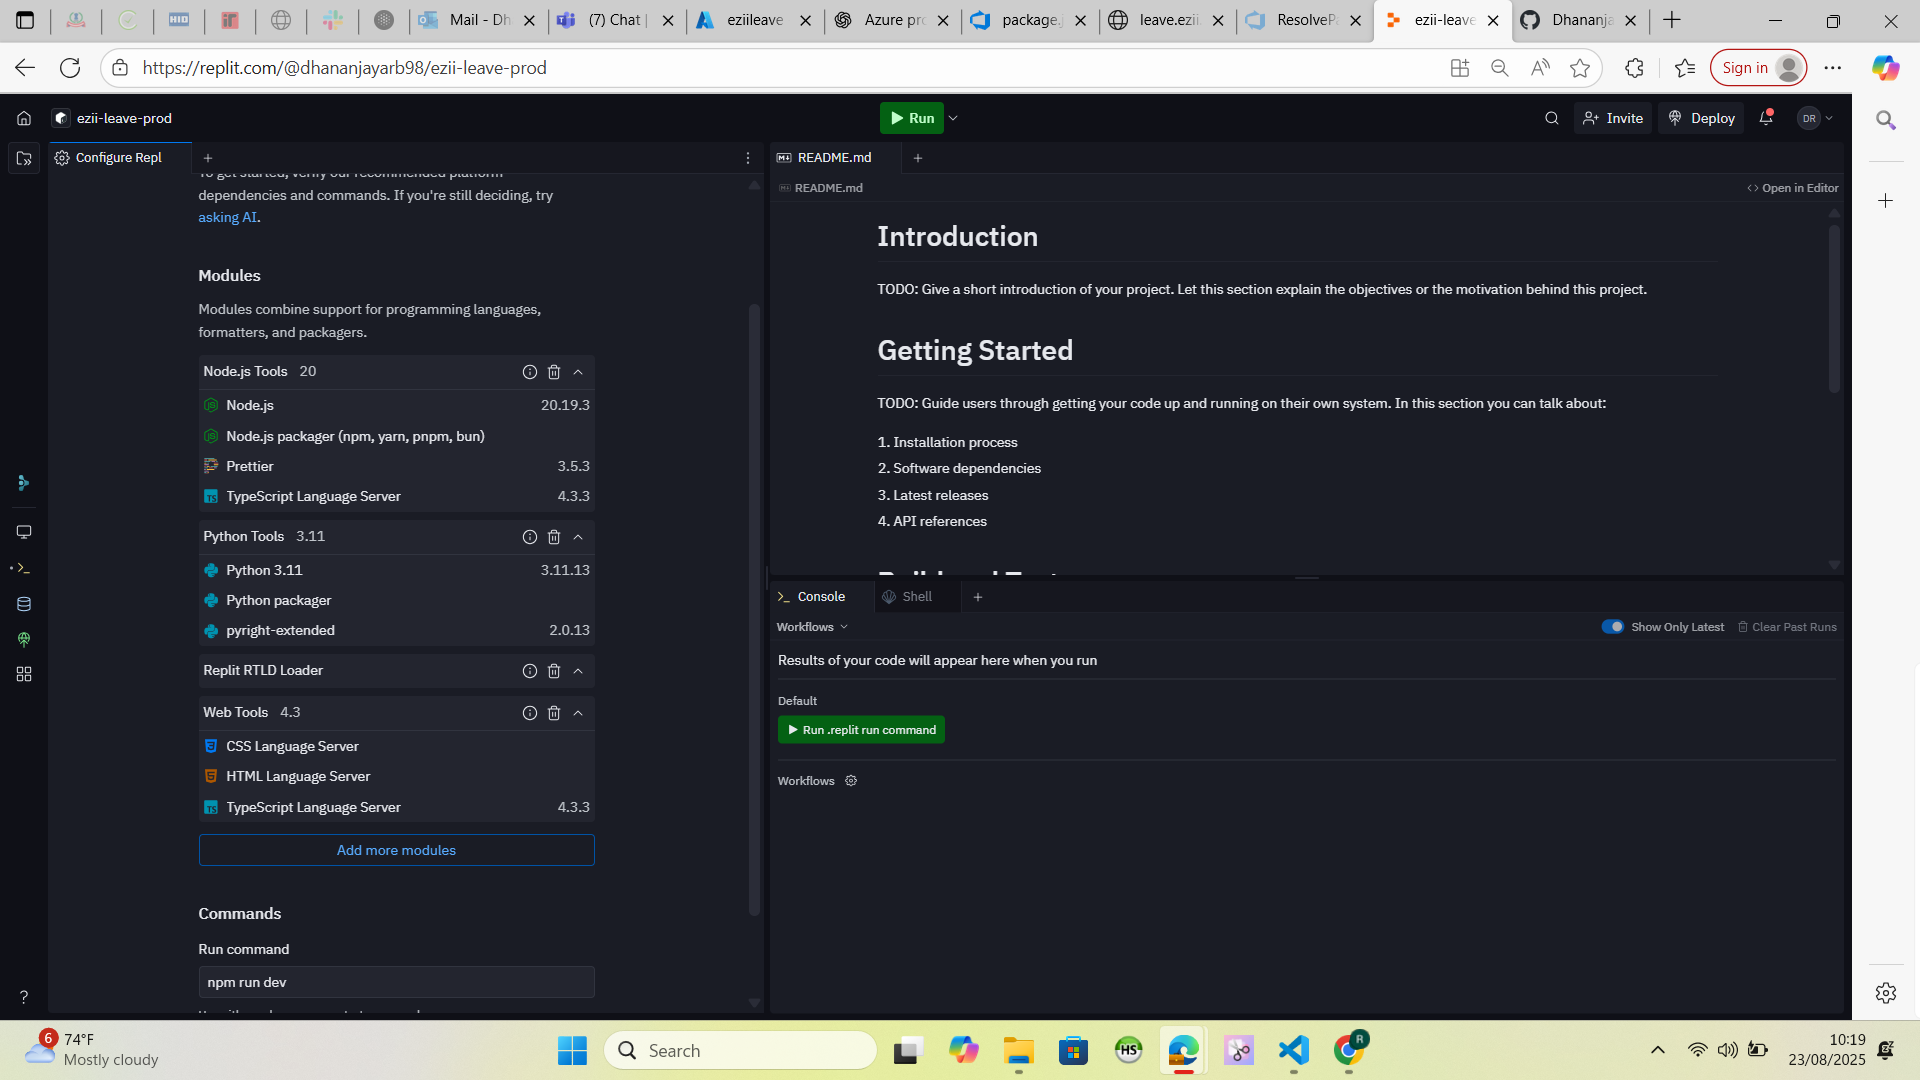 HID
Mail - Dh
(7) Chat |
eziileave
Azure pro
package.j
leave.ezii.
ResolvePa
ezii-leave
Dhananja
https://replit.com/@dhananjayarb98/ezii-leave-prod
Sign in
ezii-leave-prod
Run
Invite
Deploy
DR
Configure Repl
README.md
README.md
Open in Editor
To get started, verify our recommended platform
dependencies and commands. If you're still deciding, try
asking AI.
Modules
Modules combine support for programming languages,
formatters, and packagers.
Node.js Tools 20
Node.js 20.19.3
Node.js packager (npm, yarn, pnpm, bun)
Prettier 3.5.3
TypeScript Language Server 4.3.3
Python Tools 3.11
Python 3.11 3.11.13
Python packager
pyright-extended 2.0.13
Replit RTLD Loader
Web Tools 4.3
CSS Language Server
HTML Language Server
TypeScript Language Server 4.3.3
Add more modules
Commands
Run command
npm run dev
Introduction
TODO: Give a short introduction of your project. Let this section explain the objectives or the motivation behind this project.
Getting Started
TODO: Guide users through getting your code up and running on their own system. In this section you can talk about:
1. Installation process
2. Software dependencies
3. Latest releases
4. API references
Console
Shell
Workflows
Show Only Latest
Clear Past Runs
Results of your code will appear here when you run
Default
Run .replit run command
Workflows
6
74°F
Mostly cloudy
Search
HS
R
10:19
23/08/2025